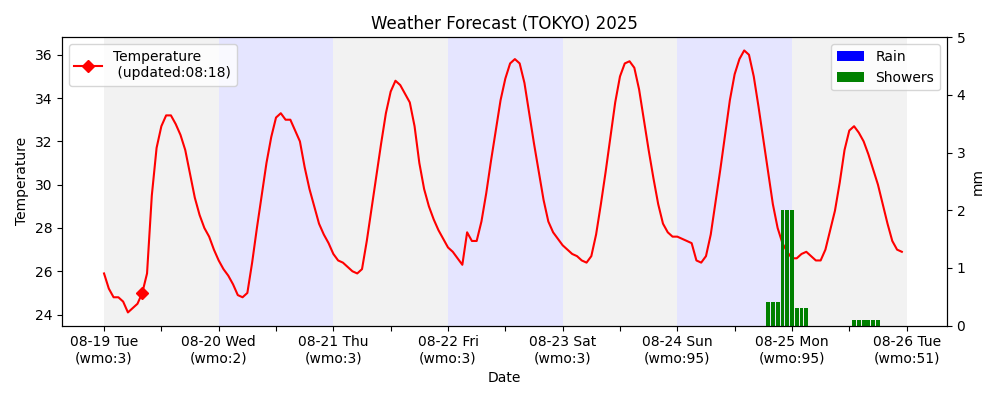 Weather Forecast (TOKYO) 2025
Temperature
(updated:08:18)
Rain
Showers
36
34
32
30
28
26
24
Temperature
5
4
3
2
1
0
mm
08-19 Tue
(wmo:3)
08-20 Wed
(wmo:2)
08-21 Thu
(wmo:3)
08-22 Fri
(wmo:3)
08-23 Sat
(wmo:3)
08-24 Sun
(wmo:95)
08-25 Mon
(wmo:95)
08-26 Tue
(wmo:51)
Date